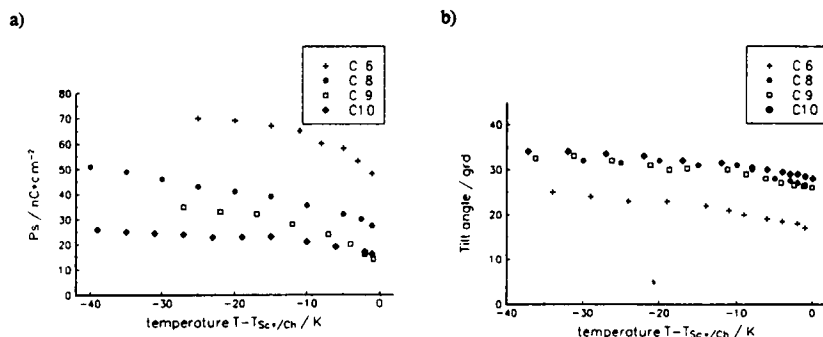 a)
C 6
C 8
C 9
C10
80
70
60
50
40
30
20
10
0
-40
-30
-20
-10
0
Ps / nC*cm⁻²
temperature T-TSc*/Ch / K
b)
C 6
C 8
C 9
C10
40
30
20
10
0
-40
-30
-20
-10
0
Tilt angle / grd
temperature T-TSc*/Ch / K